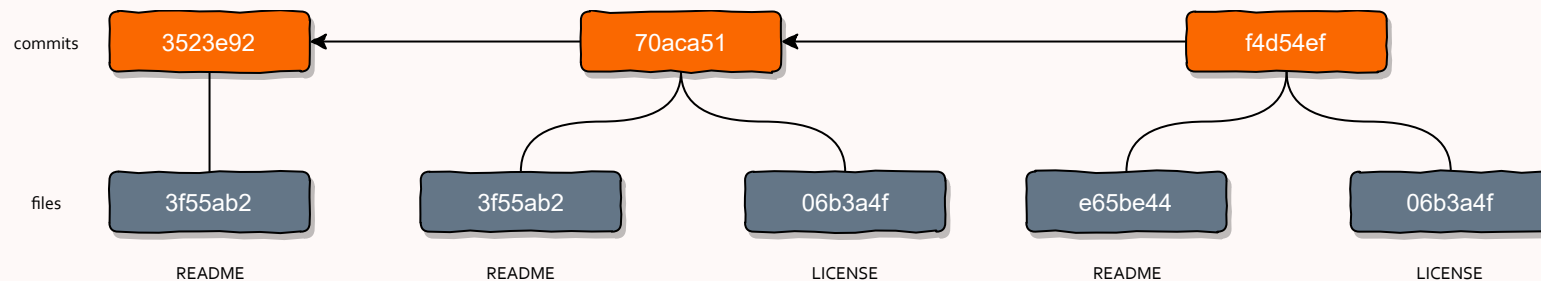 commits 3523e92 70aca51 f4d54ef
files 3f55ab2 3f55ab2 06b3a4f e65be44 06b3a4f
README README LICENSE README LICENSE